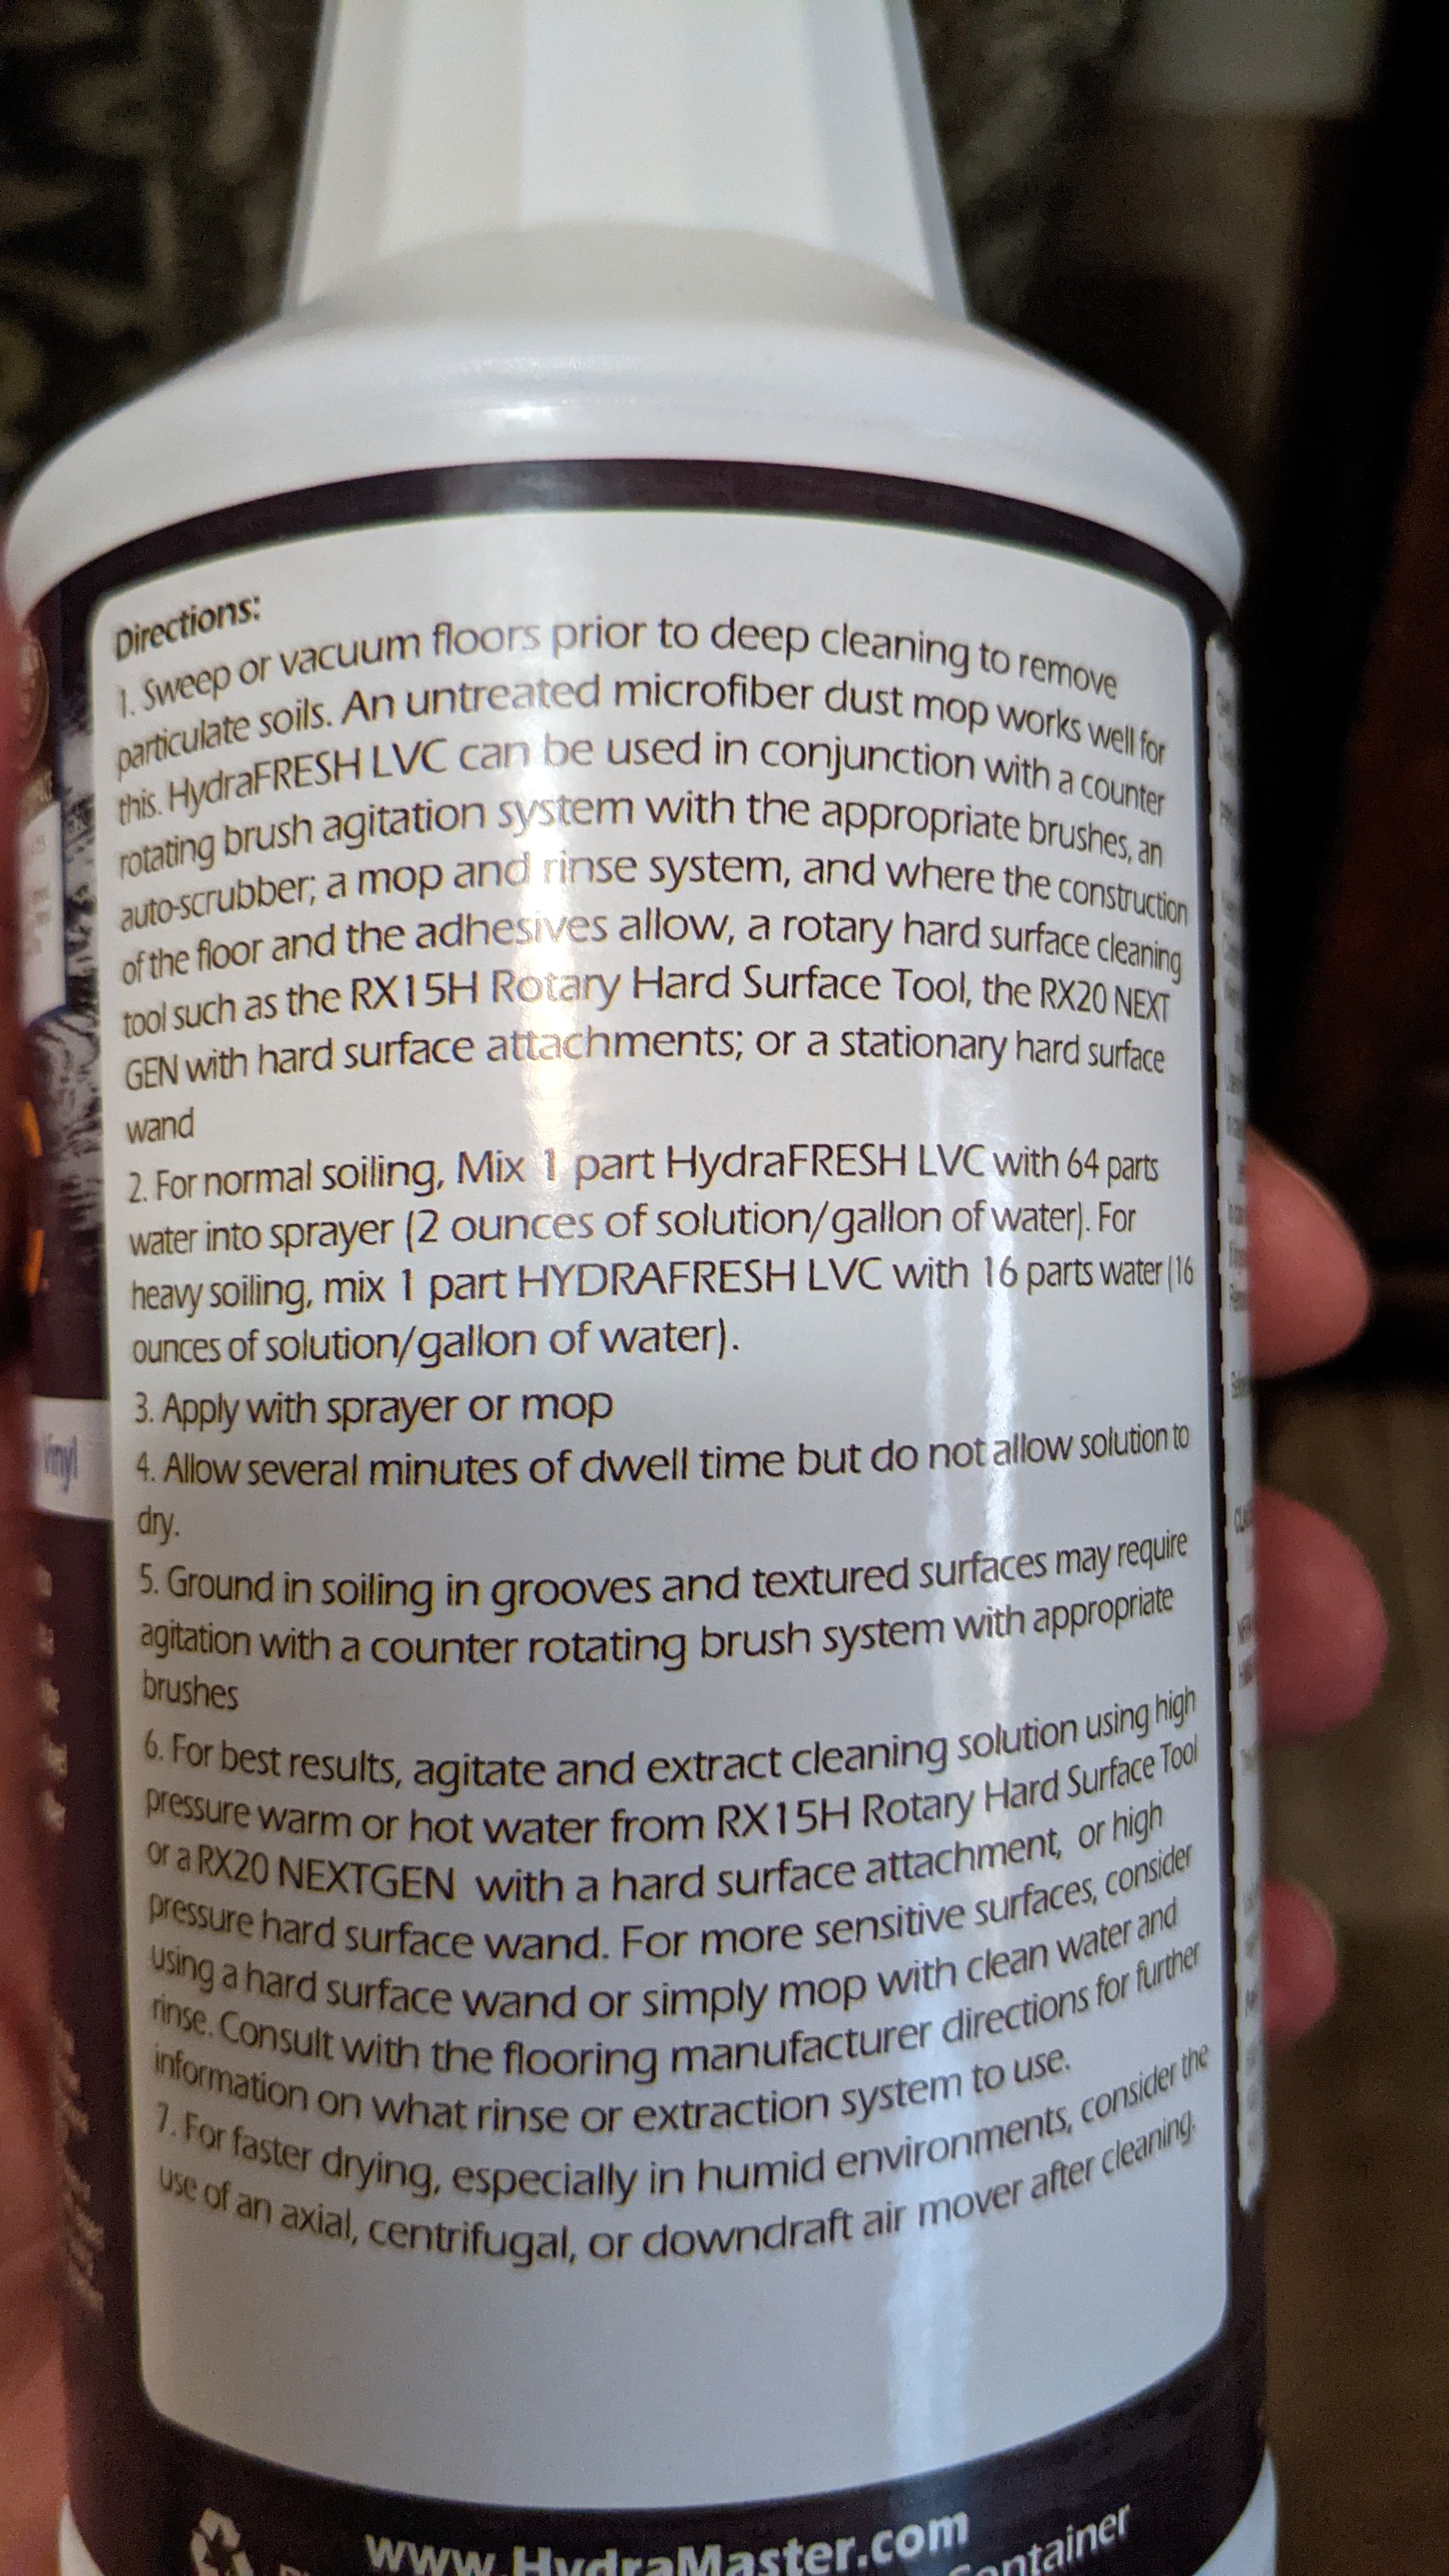 Directions:
1. Sweep or vacuum floors prior to deep cleaning to remove
particulate soils. An untreated microfiber dust mop works well for
this. HydraFRESH LVC can be used in conjunction with a counter
rotating brush agitation system with the appropriate brushes, an
auto-scrubber; a mop and rinse system, and where the construction
of the floor and the adhesives allow, a rotary hard surface cleaning
tool such as the RX15H Rotary Hard Surface Tool, the RX20 NEXT
GEN with hard surface attachments; or a stationary hard surface
wand
2. For normal soiling, Mix 1 part HydraFRESH LVC with 64 parts
water into sprayer (2 ounces of solution/gallon of water). For
heavy soiling, mix 1 part HYDRAFRESH LVC with 16 parts water (16
ounces of solution/gallon of water).
3. Apply with sprayer or mop
4. Allow several minutes of dwell time but do not allow solution to
dry.
5. Ground in soiling in grooves and textured surfaces may require
agitation with a counter rotating brush system with appropriate
brushes
6. For best results, agitate and extract cleaning solution using high
pressure warm or hot water from RX15H Rotary Hard Surface Tool
or a RX20 NEXTGEN with a hard surface attachment, or high
pressure hard surface wand. For more sensitive surfaces, consider
using a hard surface wand or simply mop with clean water and
rinse. Consult with the flooring manufacturer directions for further
information on what rinse or extraction system to use.
7. For faster drying, especially in humid environments, consider the
use of an axial, centrifugal, or downdraft air mover after cleaning.
www.HydraMaster.com
Container
Vinyl